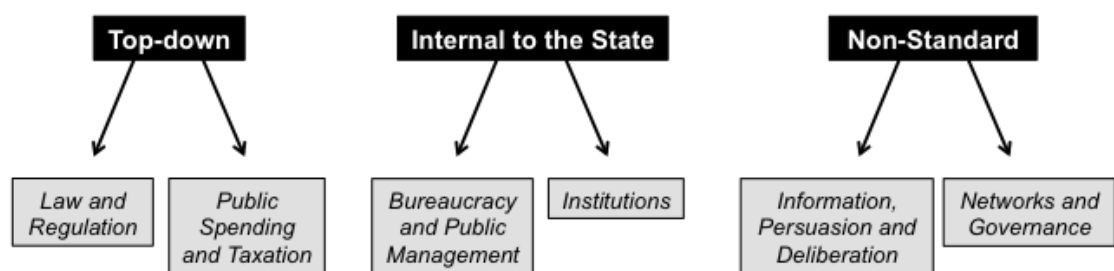 Top-down
Internal to the State
Non-Standard
Law and
Regulation
Public
Spending
and Taxation
Bureaucracy
and Public
Management
Institutions
Information,
Persuasion and
Deliberation
Networks and
Governance